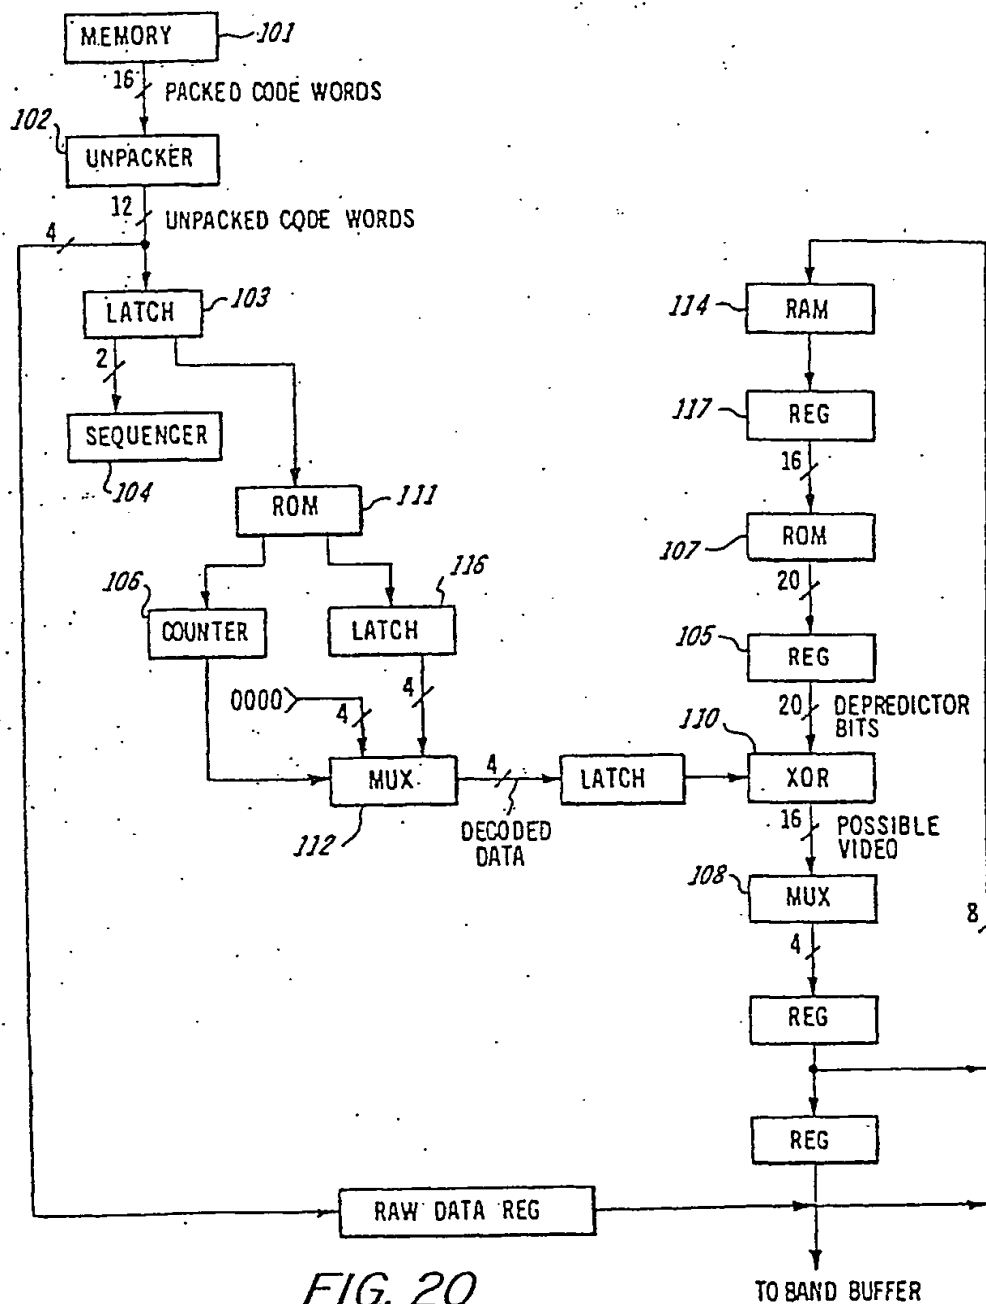 MEMORY
101
16
PACKED CODE WORDS
102
UNPACKER
12
UNPACKED CODE WORDS
4
LATCH
103
2
SEQUENCER
104
ROM
111
106
COUNTER
116
LATCH
0000
4
4
MUX
112
4
DECODED
DATA
LATCH
114
RAM
117
REG
16
107
ROM
20
105
REG
20
DEPREDICTOR
BITS
110
XOR
16
POSSIBLE
VIDEO
108
MUX
8
4
REG
REG
RAW DATA REG
FIG. 20
TO BAND BUFFER